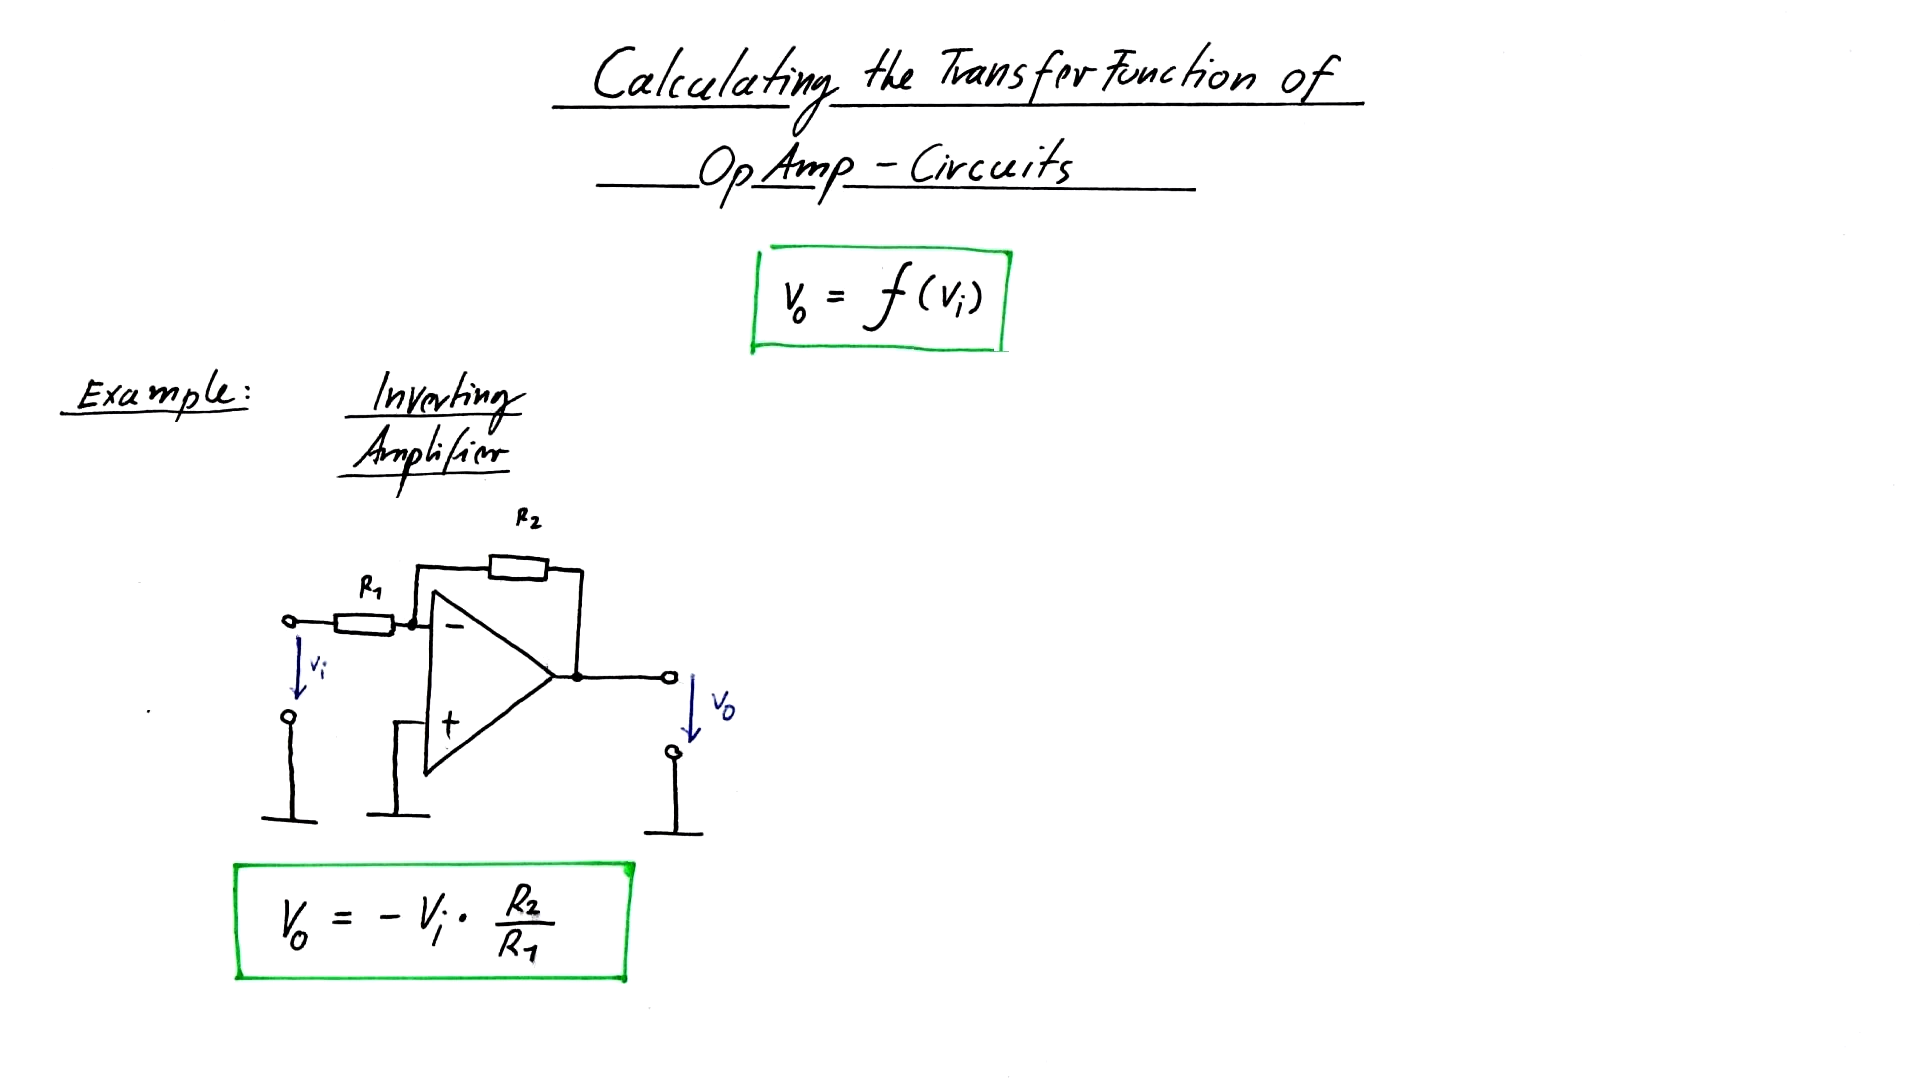 Calculating the Transfer Function of
Op Amp - Circuits
V₀ = f(Vᵢ)
Example:
Inverting
Amplifier
R₂
R₁
-
Vᵢ
+
V₀
V₀ = - Vᵢ · R₂/R₁